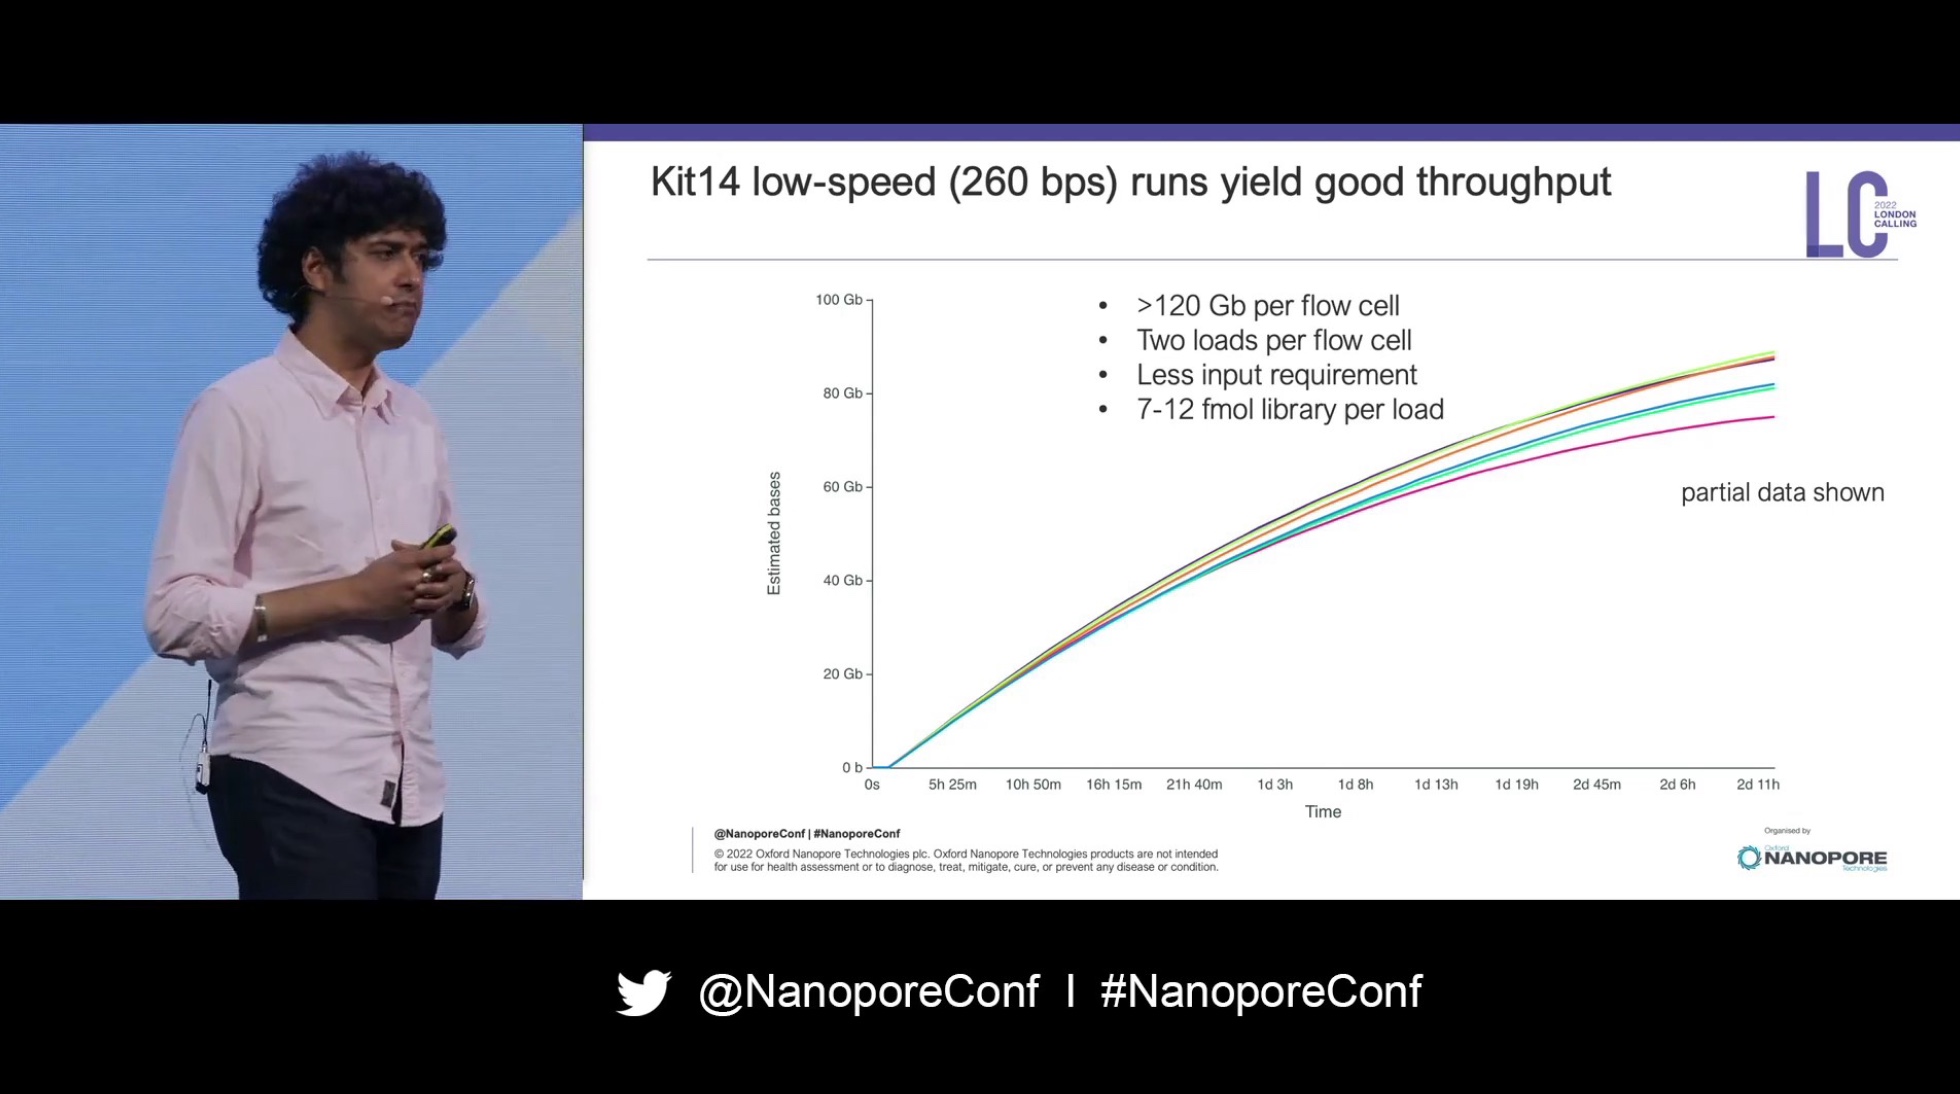 Kit14 low-speed (260 bps) runs yield good throughput
LC
2022
LONDON
CALLING
• >120 Gb per flow cell
• Two loads per flow cell
• Less input requirement
• 7-12 fmol library per load
partial data shown
100 Gb
80 Gb
60 Gb
40 Gb
20 Gb
0 b
Estimated bases
0s 5h 25m 10h 50m 16h 15m 21h 40m 1d 3h 1d 8h 1d 13h 1d 19h 2d 45m 2d 6h 2d 11h
Time
@NanoporeConf | #NanoporeConf
© 2022 Oxford Nanopore Technologies plc. Oxford Nanopore Technologies products are not intended
for use for health assessment or to diagnose, treat, mitigate, cure, or prevent any disease or condition.
Organised by
Oxford
NANOPORE
Technologies
@NanoporeConf | #NanoporeConf